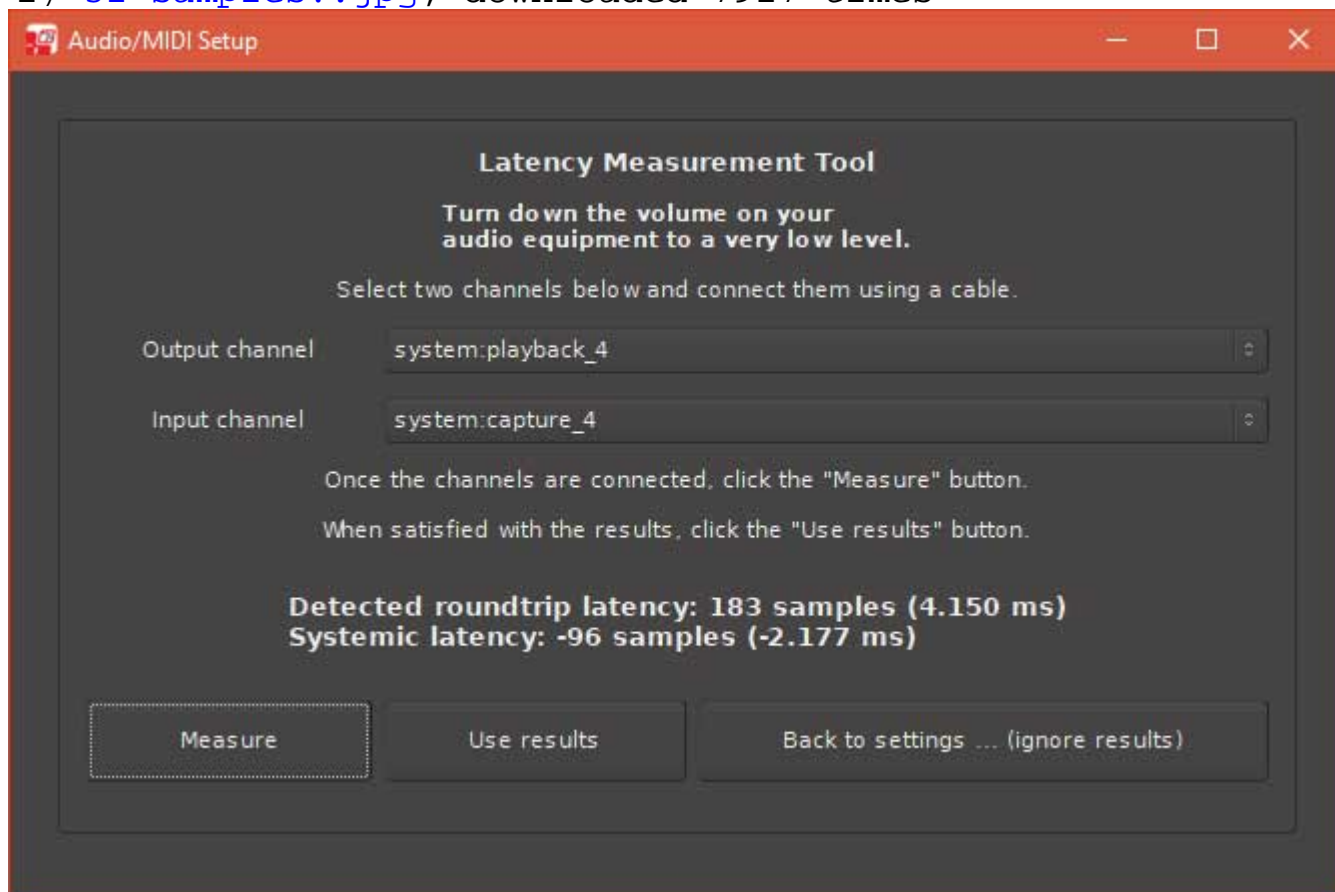 Audio/MIDI Setup
Latency Measurement Tool
Turn down the volume on your
audio equipment to a very low level.
Select two channels below and connect them using a cable.
Output channel system:playback_4
Input channel system:capture_4
Once the channels are connected, click the "Measure" button.
When satisfied with the results, click the "Use results" button.
Detected roundtrip latency: 183 samples (4.150 ms)
Systemic latency: -96 samples (-2.177 ms)
Measure Use results Back to settings ... (ignore results)